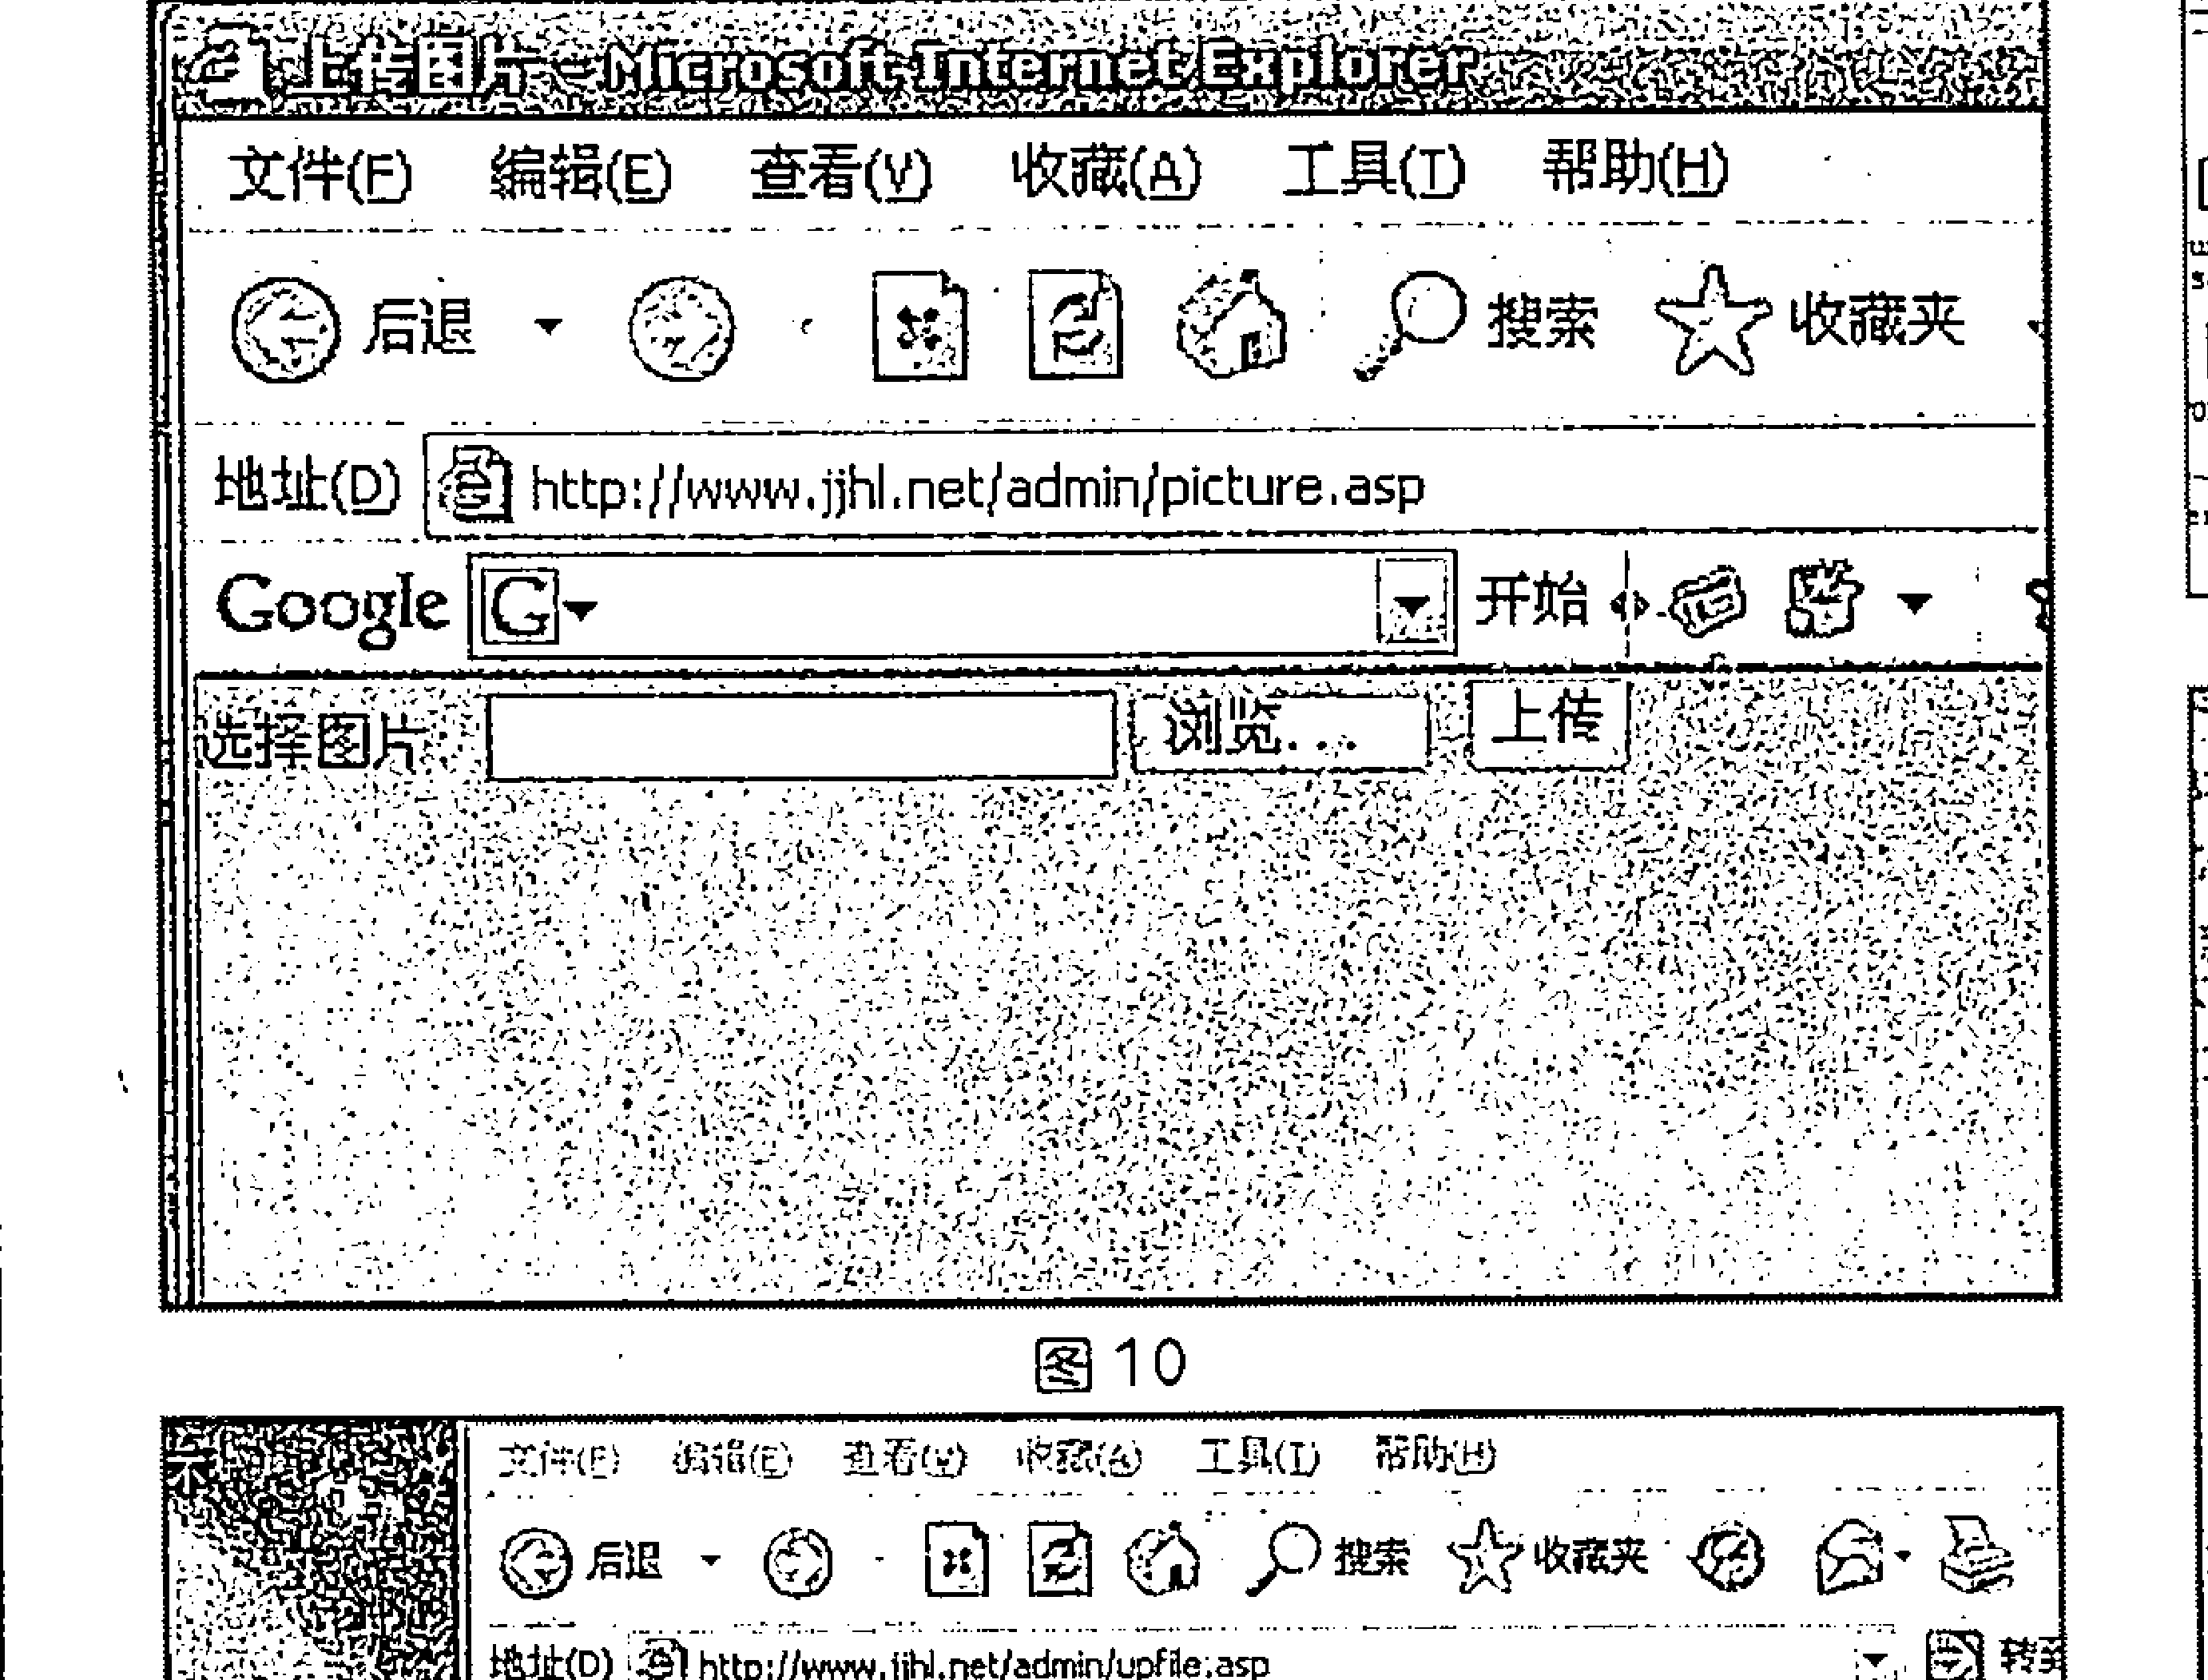 上传图片 - Microsoft Internet Explorer
文件(F) 编辑(E) 查看(V) 收藏(A) 工具(T) 帮助(H)
后退 搜索 收藏夹
地址(D) http://www.jjhl.net/admin/picture.asp
Google G 开始
选择图片 浏览... 上传
图 10
文件(F) 编辑(E) 查看(V) 收藏(A) 工具(T) 帮助(H)
后退 搜索 收藏夹
地址(D) http://www.jjhl.net/admin/upfile.asp 转到